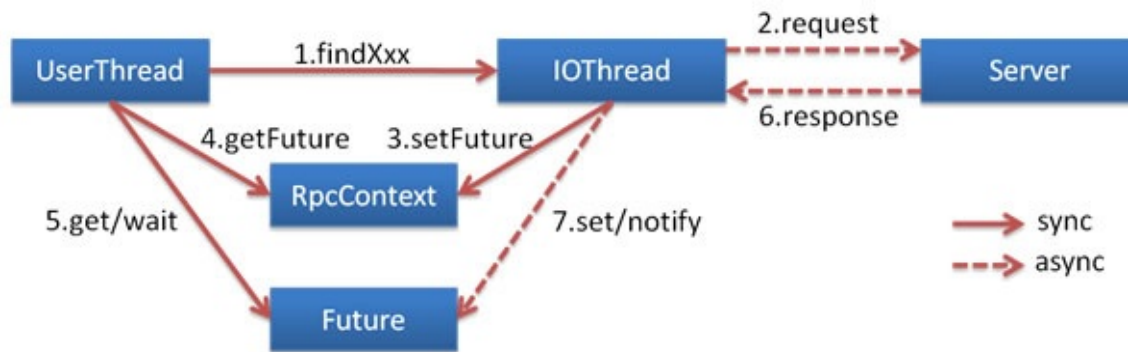 2.request
1.findXxx
UserThread
IOThread
Server
6.response
4.getFuture
3.setFuture
RpcContext
5.get/wait
7.set/notify
sync
async
Future